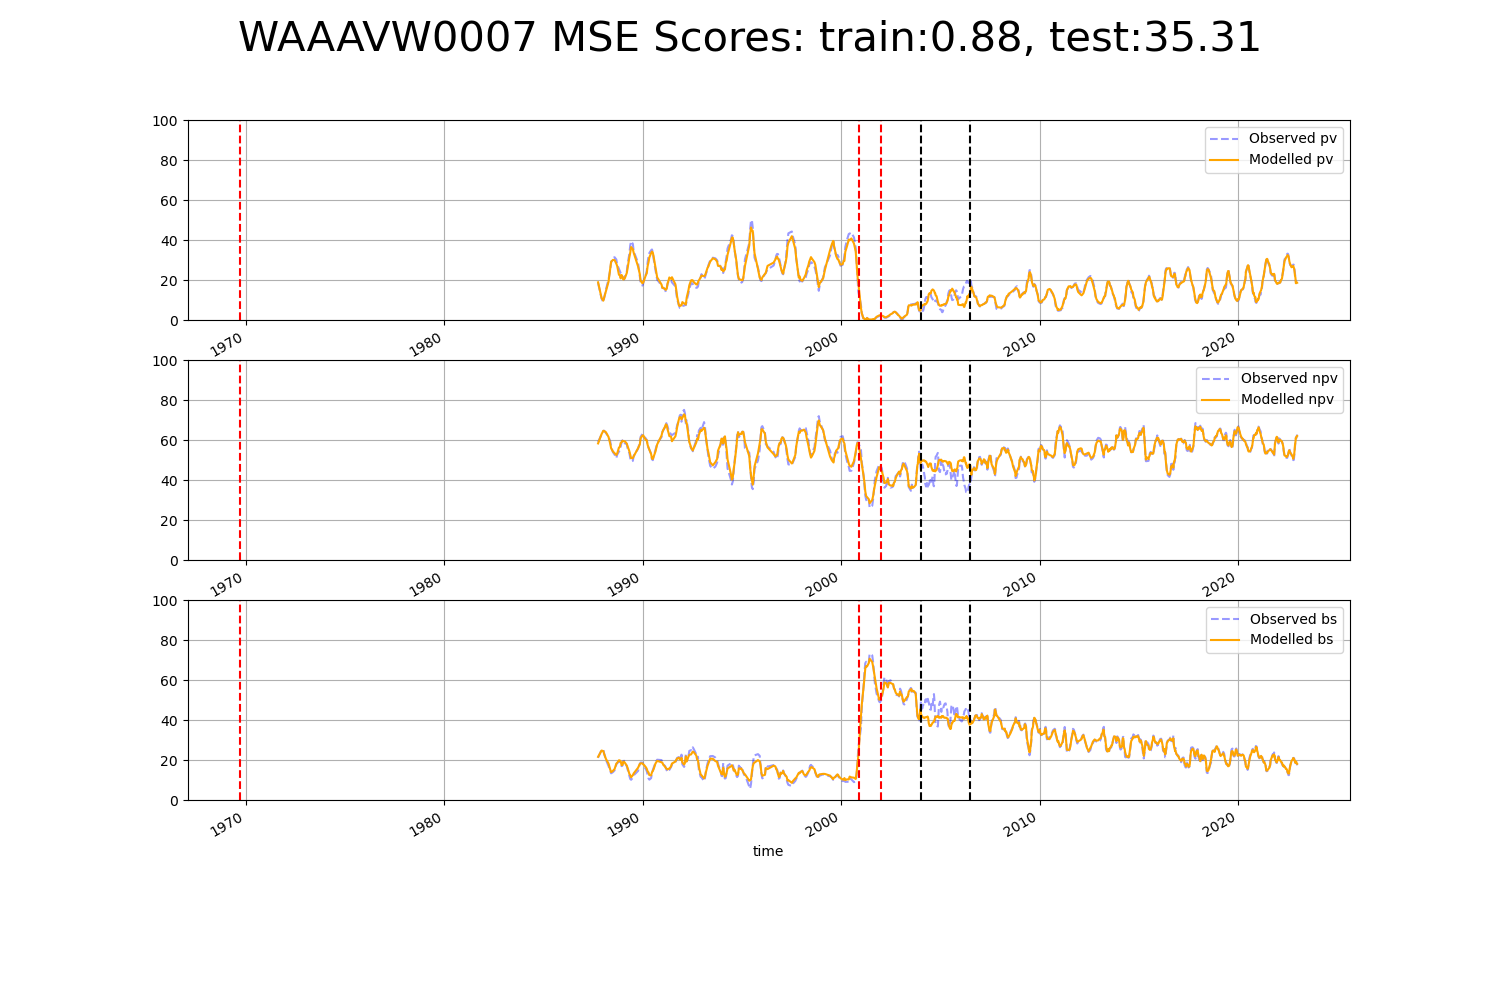 WAAAVW0007 MSE Scores: train:0.88, test:35.31
100
80
60
40
20
0
Observed pv
Modelled pv
1970 1980 1990 2000 2010 2020
100
80
60
40
20
0
Observed npv
Modelled npv
1970 1980 1990 2000 2010 2020
100
80
60
40
20
0
Observed bs
Modelled bs
1970 1980 1990 2000 2010 2020
time